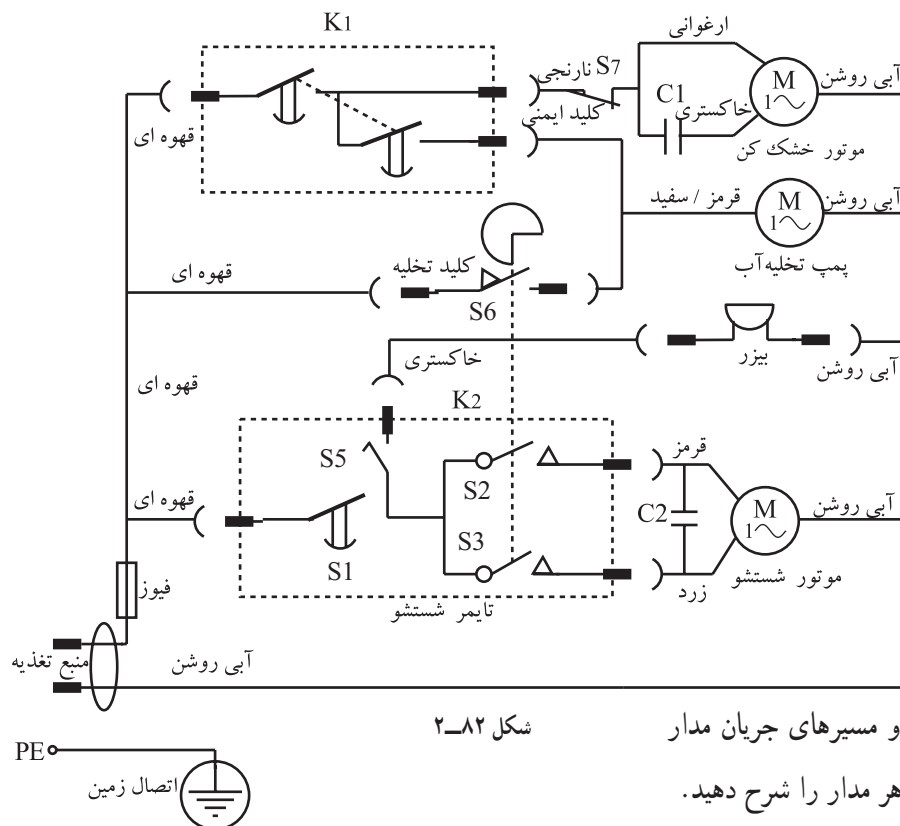 K1
ارغوانی
نارنجی S7
M
1
آبی روشن
C1
خاکستری
کلید ایمنی
قهوه ای
موتور خشک کن
قرمز / سفید
M
1
آبی روشن
پمپ تخلیه آب
قهوه ای
کلید تخلیه
S6
خاکستری
بیزر
آبی روشن
قهوه ای
K2
S5
S2
قرمز
قهوه ای
S1
S3
C2
M
1
آبی روشن
زرد
موتور شستشو
تایمر شستشو
فیوز
منبع تغذیه
آبی روشن
شکل ۸۲ــ۲
و مسیرهای جریان مدار
PE
اتصال زمین
هر مدار را شرح دهید.